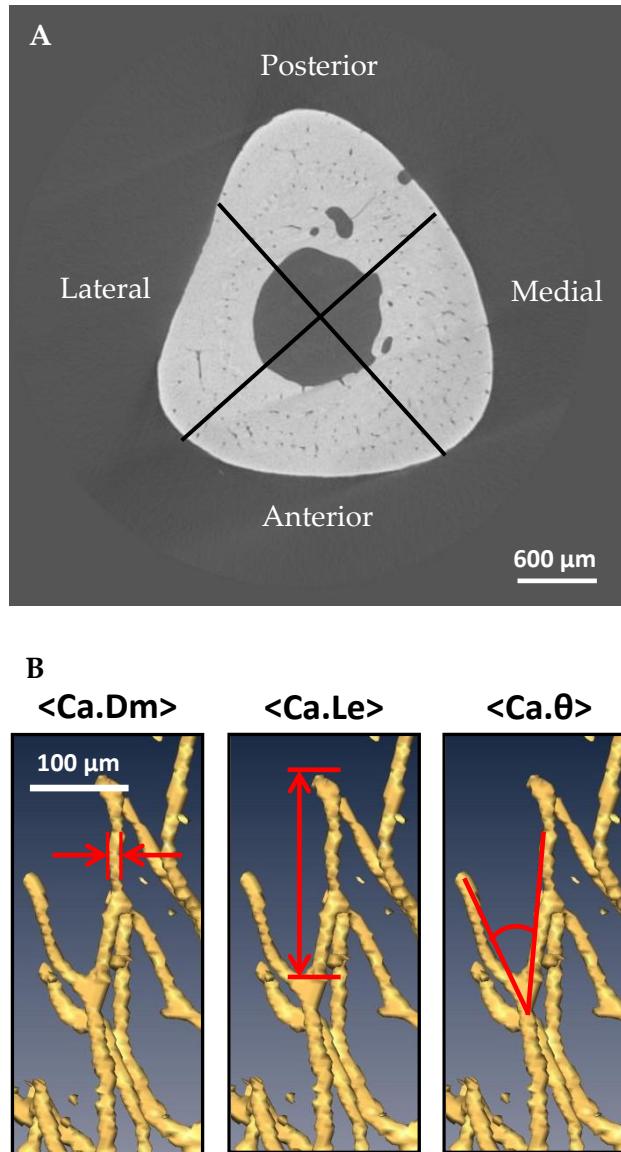 A
Posterior
Lateral
Medial
Anterior
600 µm
B
<Ca.Dm>
<Ca.Le>
<Ca.θ>
100 µm